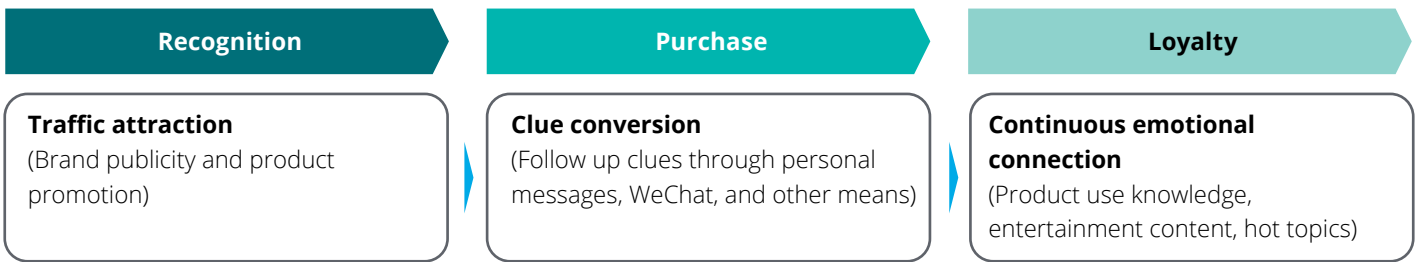 Recognition
Purchase
Loyalty
Traffic attraction
(Brand publicity and product
promotion)
Clue conversion
(Follow up clues through personal
messages, WeChat, and other means)
Continuous emotional
connection
(Product use knowledge,
entertainment content, hot topics)